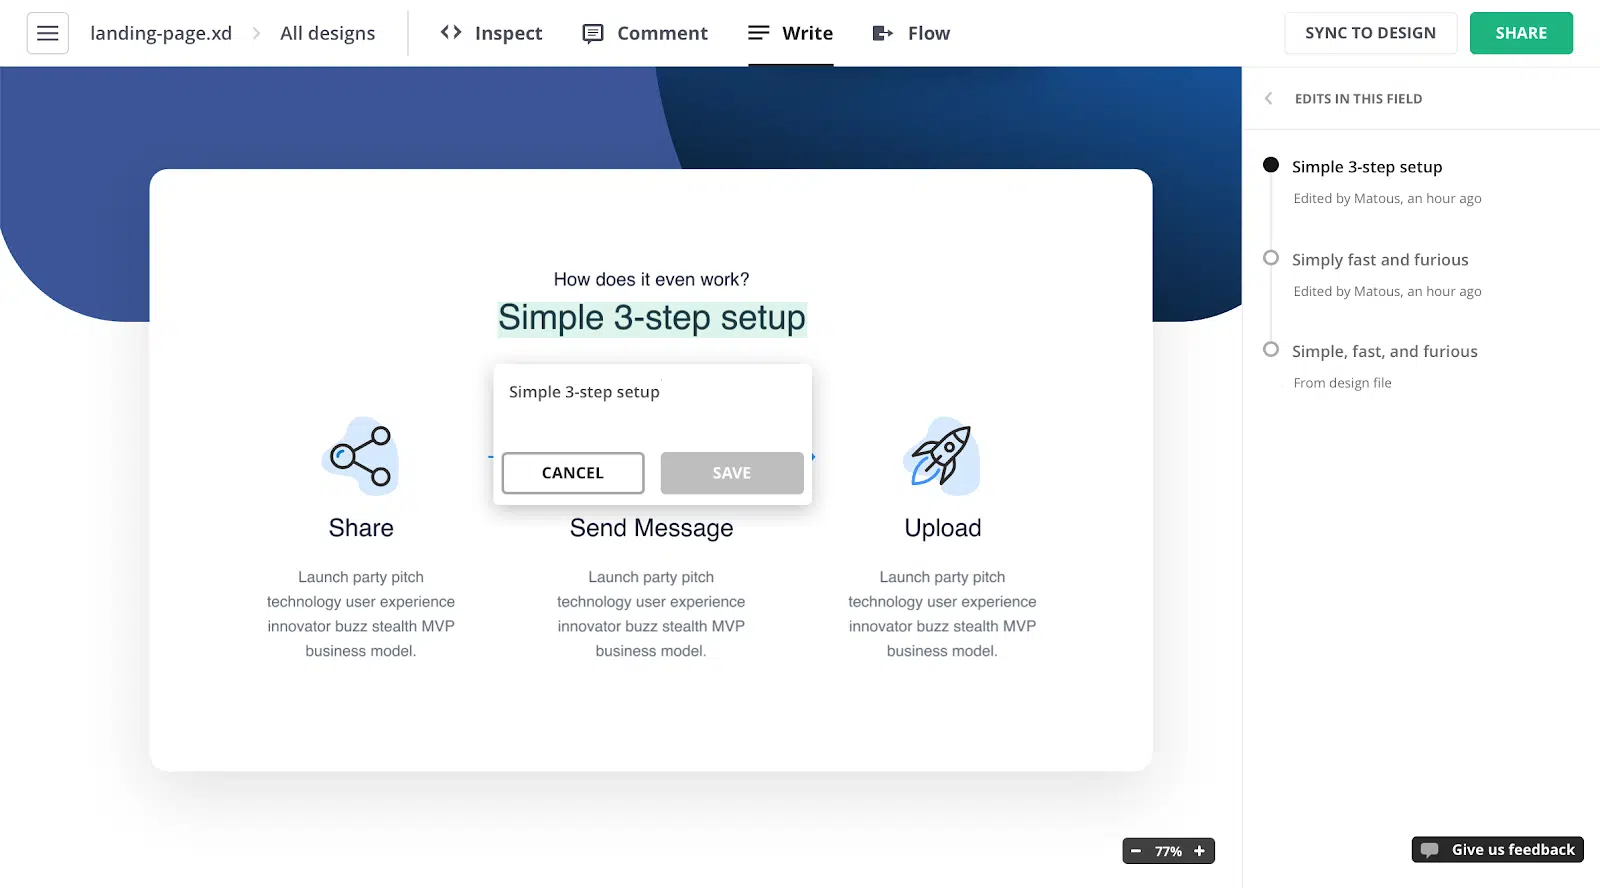 landing-page.xd > All designs
Inspect
Comment
Write
Flow
SYNC TO DESIGN
SHARE
How does it even work?
Simple 3-step setup
Simple 3-step setup
CANCEL
SAVE
Share
Launch party pitch
technology user experience
innovator buzz stealth MVP
business model.
Send Message
Launch party pitch
technology user experience
innovator buzz stealth MVP
business model.
Upload
Launch party pitch
technology user experience
innovator buzz stealth MVP
business model.
EDITS IN THIS FIELD
Simple 3-step setup
Edited by Matous, an hour ago
Simply fast and furious
Edited by Matous, an hour ago
Simple, fast, and furious
From design file
− 77% +
Give us feedback